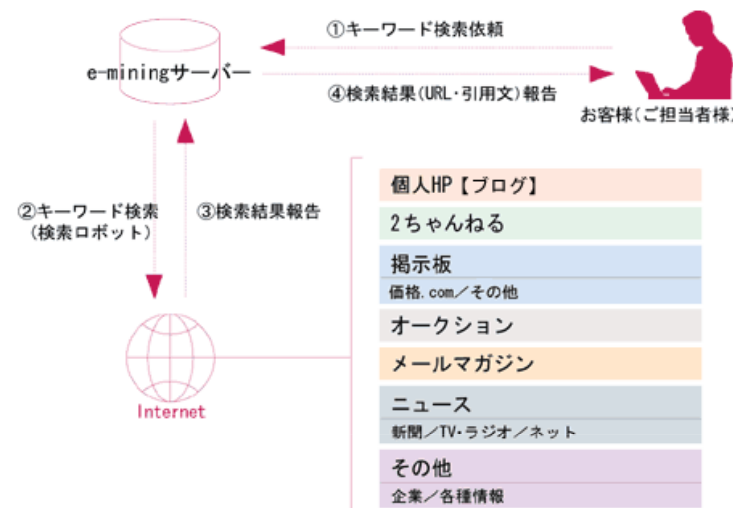 ①キーワード検索依頼
e-miningサーバー
④検索結果(URL・引用文)報告
お客様(ご担当者様)
②キーワード検索
(検索ロボット)
③検索結果報告
Internet
個人HP【ブログ】
2ちゃんねる
掲示板
価格.com／その他
オークション
メールマガジン
ニュース
新聞／TV・ラジオ／ネット
その他
企業／各種情報